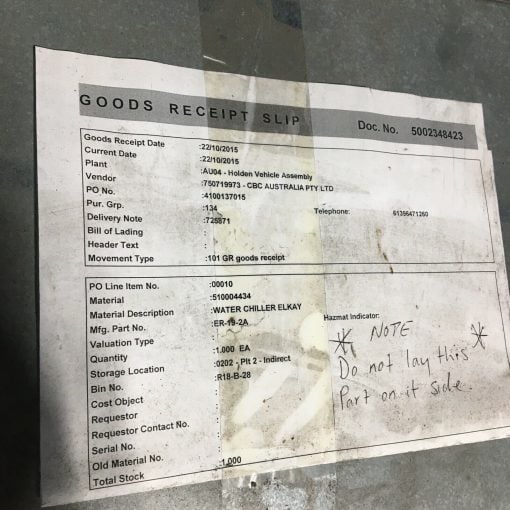 GOODS RECEIPT SLIP Doc. No. 5002348423
Goods Receipt Date :22/10/2015
Current Date :22/10/2015
Plant :AU04 - Holden Vehicle Assembly
Vendor :750719973 - CBC AUSTRALIA PTY LTD
PO No. :4100137015
Pur. Grp. :134 Telephone: 61398471260
Delivery Note :725871
Bill of Lading :
Header Text :
Movement Type :101 GR goods receipt
PO Line Item No. :00010
Material :510004434
Material Description :WATER CHILLER ELKAY
Mfg. Part No. :ER-19-2A Hazmat Indicator:
Valuation Type :
Quantity :1.000 EA
Storage Location :0202 - Plt 2 - Indirect
Bin No. :R18-B-28
Cost Object
Requestor
Requestor Contact No.
Serial No.
Old Material No.
Total Stock :1.000
* NOTE *
Do not lay this
Part on it side.